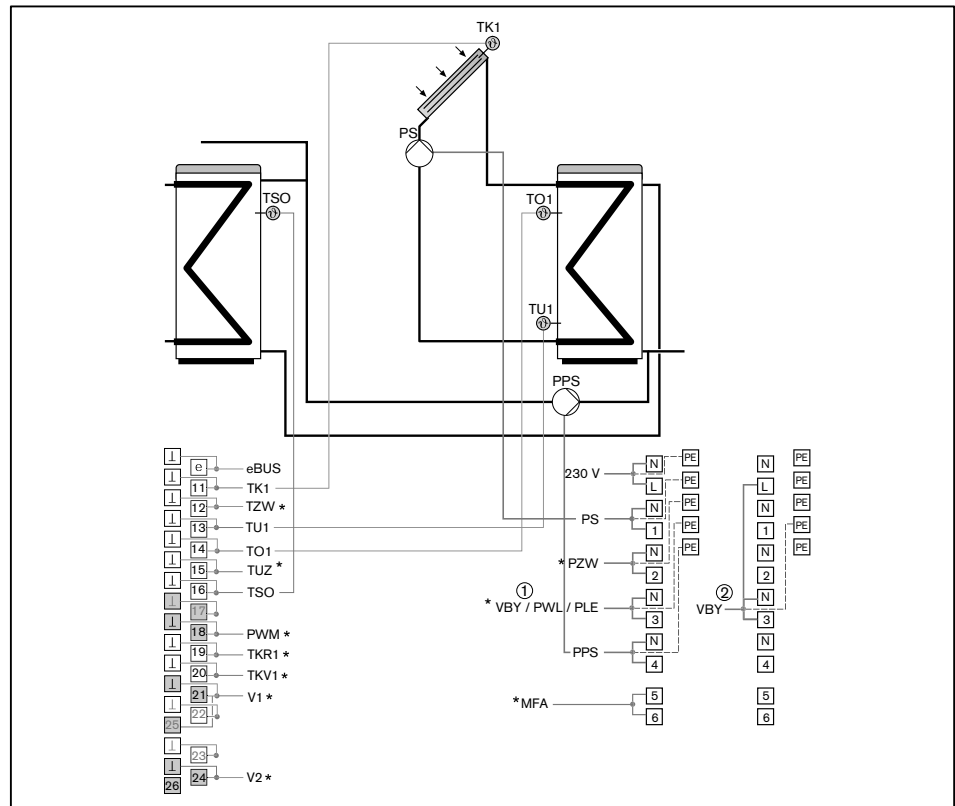 TK1
PS
TSO
TO1
TU1
PPS
⊥ e eBUS
⊥ 11 TK1
⊥ 12 TZW *
⊥ 13 TU1
⊥ 14 TO1
⊥ 15 TUZ *
⊥ 16 TSO
⊥ 17
⊥ 18 PWM *
⊥ 19 TKR1 *
⊥ 20 TKV1 *
⊥ 21 V1 *
⊥ 22
25
⊥ 23
⊥ 24 V2 *
26
230 V N PE
L PE
PS N PE
1 PE
* PZW N PE
2
①
* VBY / PWL / PLE N
3
PPS N
4
* MFA 5
6
N PE
L PE
N PE
1 PE
N PE
2
②
VBY N
3
N
4
5
6